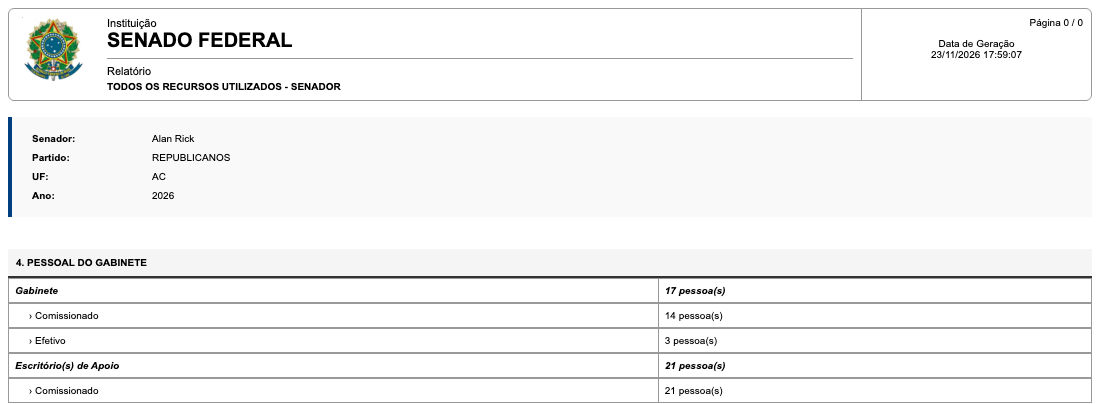 Instituição
SENADO FEDERAL
Relatório
TODOS OS RECURSOS UTILIZADOS - SENADOR
Página 0 / 0
Data de Geração
23/11/2026 17:59:07
Senador: Alan Rick
Partido: REPUBLICANOS
UF: AC
Ano: 2026
4. PESSOAL DO GABINETE
Gabinete 17 pessoa(s)
› Comissionado 14 pessoa(s)
› Efetivo 3 pessoa(s)
Escritório(s) de Apoio 21 pessoa(s)
› Comissionado 21 pessoa(s)